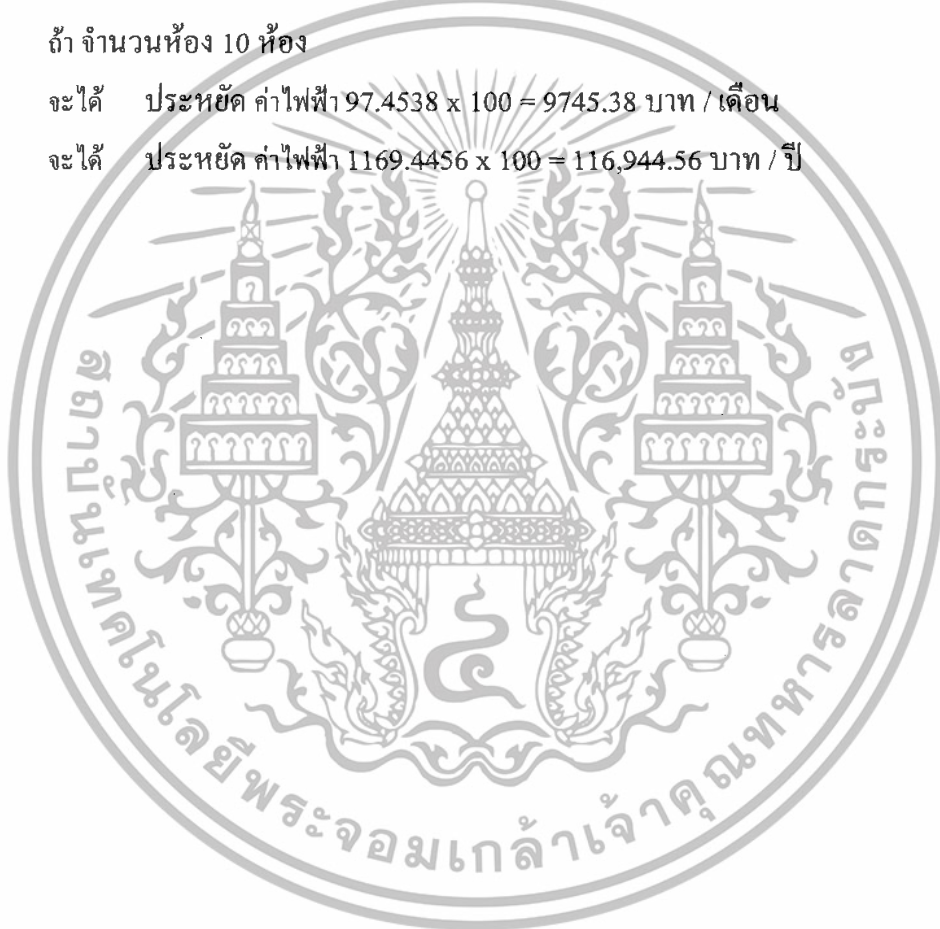 ถ้า จำนวนห้อง 10 ห้อง
จะได้ ประหยัด ค่าไฟฟ้า 97.4538 x 100 = 9745.38 บาท / เดือน
จะได้ ประหยัด ค่าไฟฟ้า 1169.4456 x 100 = 116,944.56 บาท / ปี
สถาบันเทคโนโลยีพระจอมเกล้าเจ้าคุณทหารลาดกระบัง
๔